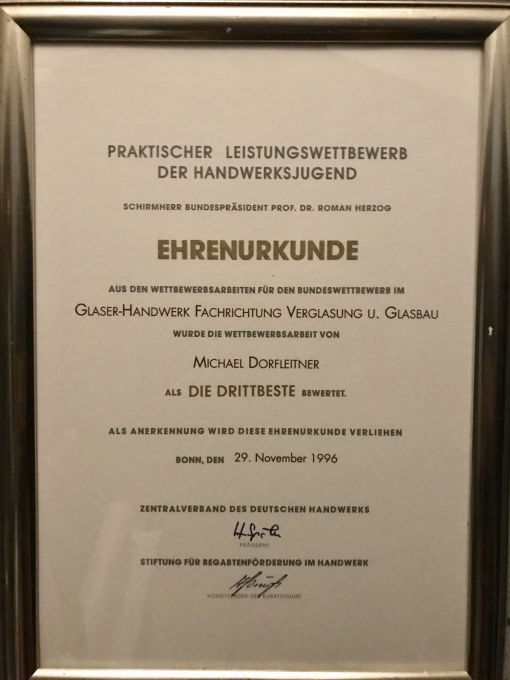 PRAKTISCHER LEISTUNGSWETTBEWERB
DER HANDWERKSJUGEND
SCHIRMHERR BUNDESPRÄSIDENT PROF. DR. ROMAN HERZOG
EHRENURKUNDE
AUS DEN WETTBEWERBSARBEITEN FÜR DEN BUNDESWETTBEWERB IM
GLASER-HANDWERK FACHRICHTUNG VERGLASUNG U. GLASBAU
WURDE DIE WETTBEWERBSARBEIT VON
MICHAEL DORFLEITNER
ALS DIE DRITTBESTE BEWERTET.
ALS ANERKENNUNG WIRD DIESE EHRENURKUNDE VERLIEHEN
BONN, DEN 29. November 1996
ZENTRALVERBAND DES DEUTSCHEN HANDWERKS
PRÄSIDENT
STIFTUNG FÜR BEGABTENFÖRDERUNG IM HANDWERK
VORSITZENDER DES KURATORIUMS